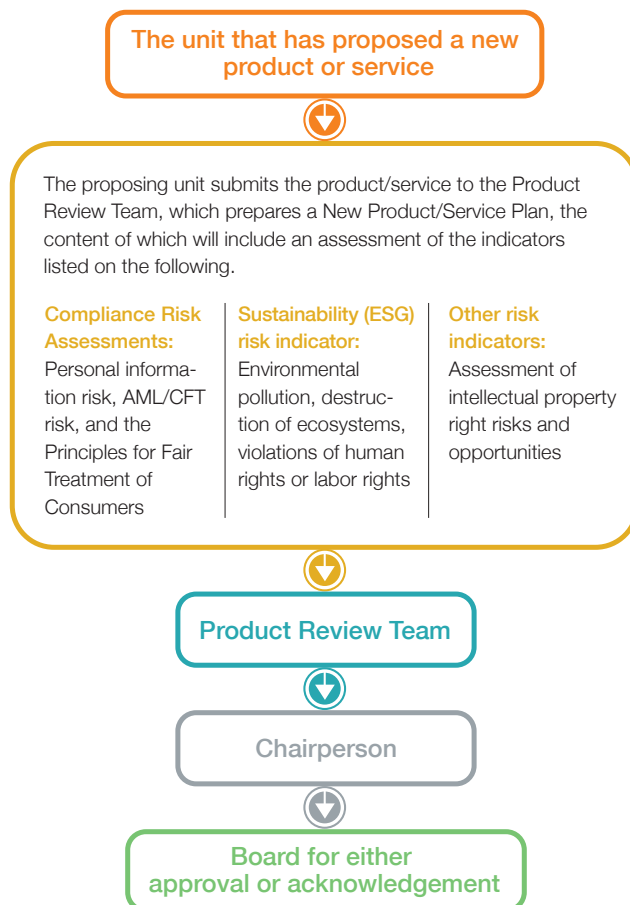 The unit that has proposed a new
product or service
The proposing unit submits the product/service to the Product
Review Team, which prepares a New Product/Service Plan, the
content of which will include an assessment of the indicators
listed on the following.
Compliance Risk
Assessments:
Personal informa-
tion risk, AML/CFT
risk, and the
Principles for Fair
Treatment of
Consumers
Sustainability (ESG)
risk indicator:
Environmental
pollution, destruc-
tion of ecosystems,
violations of human
rights or labor rights
Other risk
indicators:
Assessment of
intellectual property
right risks and
opportunities
Product Review Team
Chairperson
Board for either
approval or acknowledgement